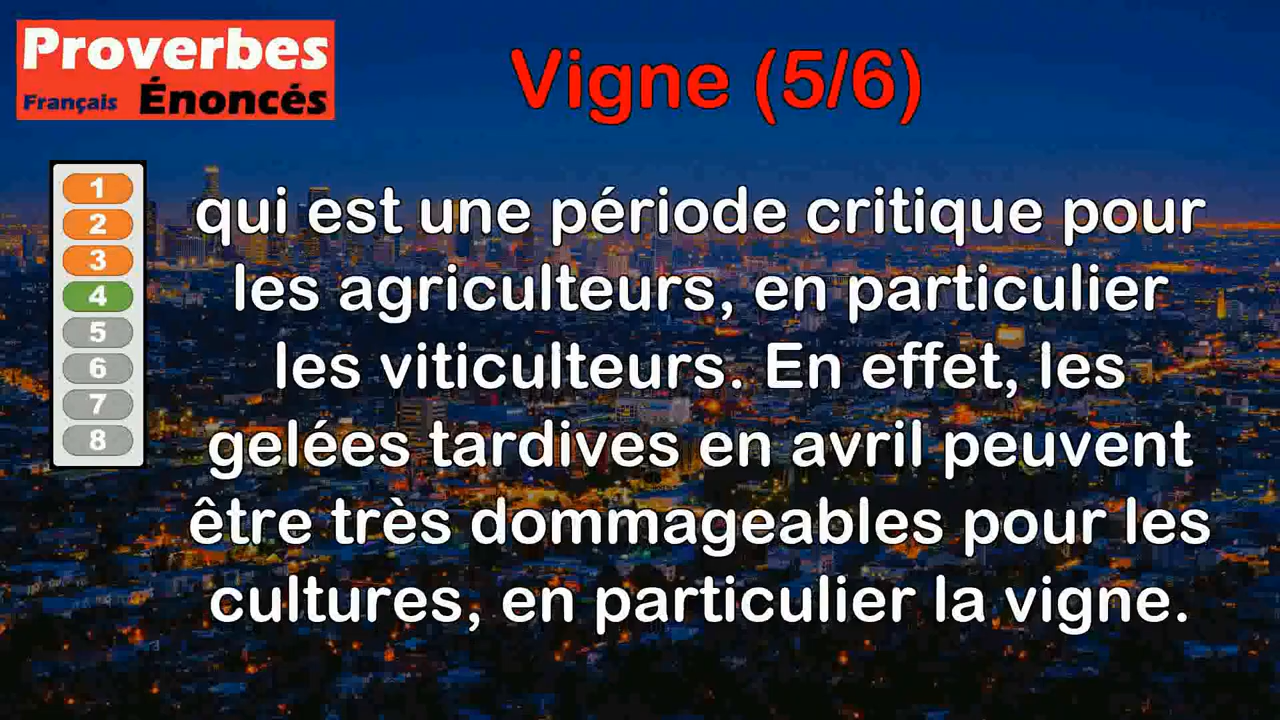 Proverbes
Français Énoncés
Vigne (5/6)
1
2
3
4
5
6
7
8
qui est une période critique pour
les agriculteurs, en particulier
les viticulteurs. En effet, les
gelées tardives en avril peuvent
être très dommageables pour les
cultures, en particulier la vigne.